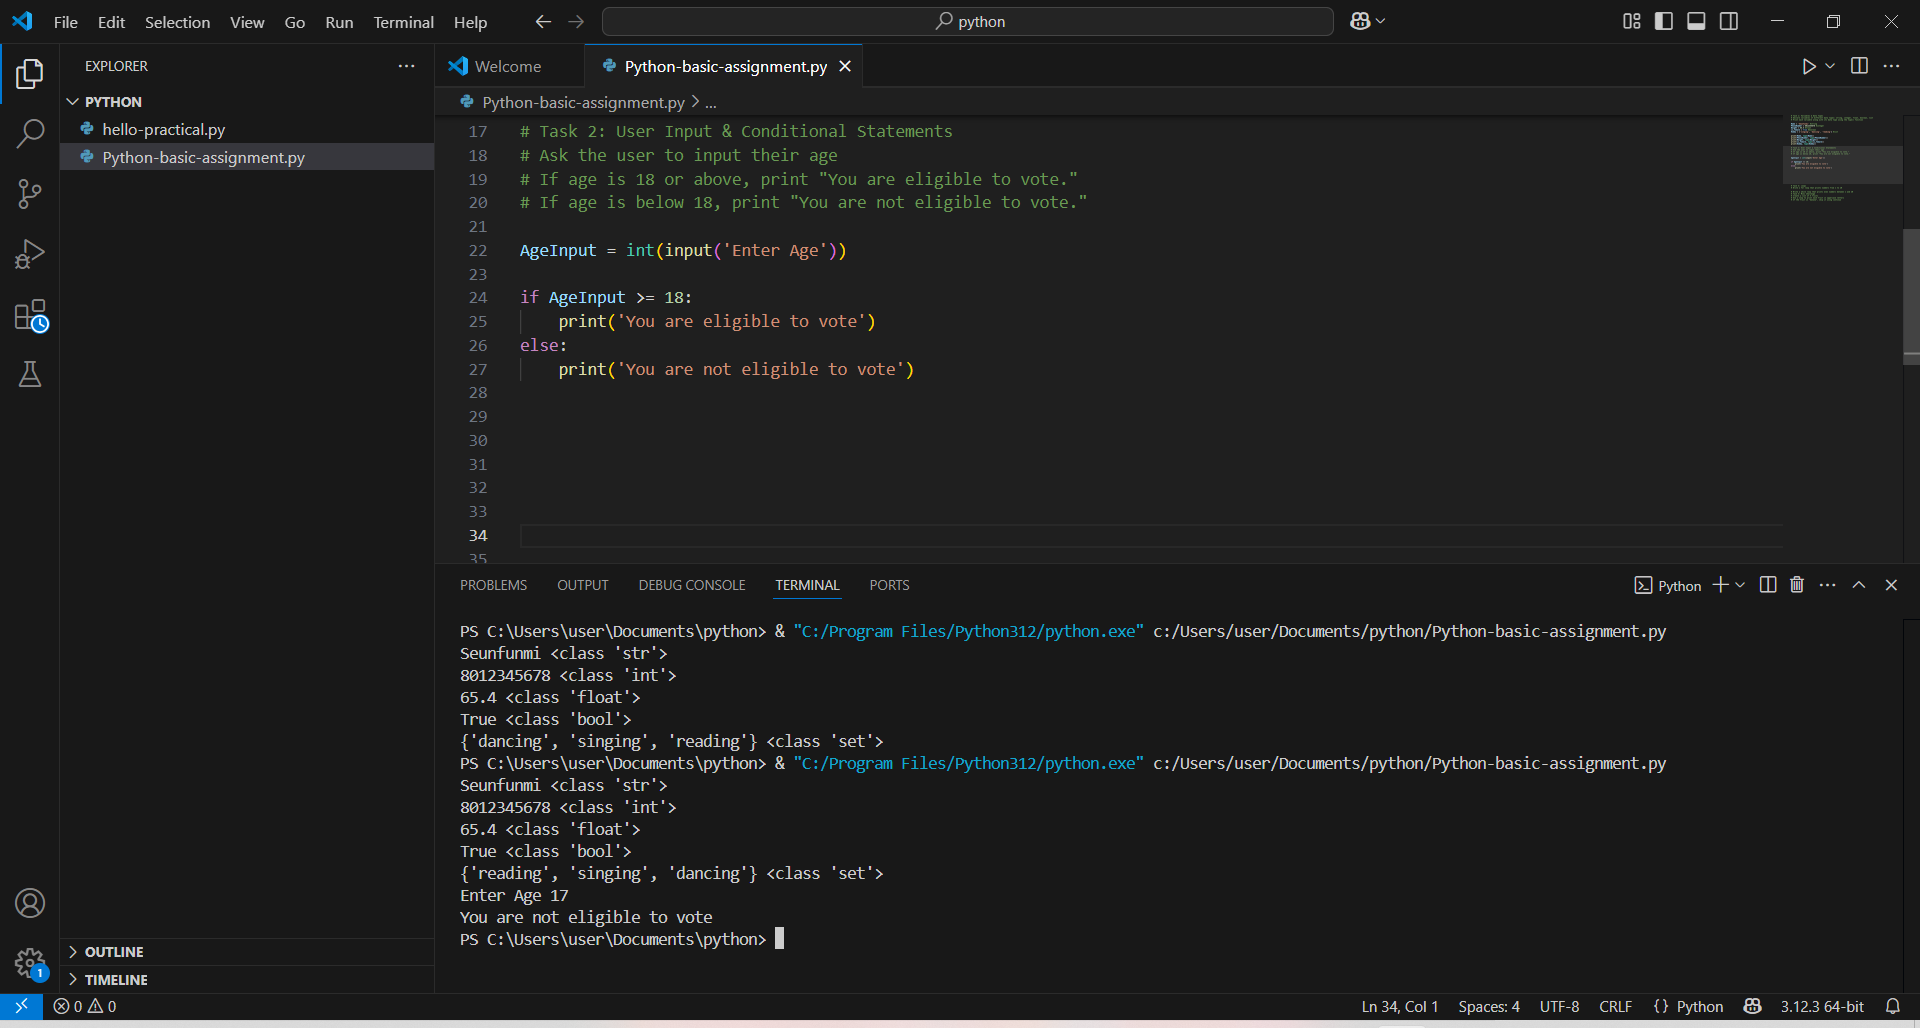 File Edit Selection View Go Run Terminal Help
python
EXPLORER
PYTHON
hello-practical.py
Python-basic-assignment.py
OUTLINE
TIMELINE
Welcome
Python-basic-assignment.py
Python-basic-assignment.py > ...
17 # Task 2: User Input & Conditional Statements
18 # Ask the user to input their age
19 # If age is 18 or above, print "You are eligible to vote."
20 # If age is below 18, print "You are not eligible to vote."
21
22 AgeInput = int(input('Enter Age'))
23
24 if AgeInput >= 18:
25 print('You are eligible to vote')
26 else:
27 print('You are not eligible to vote')
28
29
30
31
32
33
34
35
PROBLEMS OUTPUT DEBUG CONSOLE TERMINAL PORTS
Python
PS C:\Users\user\Documents\python> & "C:/Program Files/Python312/python.exe" c:/Users/user/Documents/python/Python-basic-assignment.py
Seunfunmi <class 'str'>
8012345678 <class 'int'>
65.4 <class 'float'>
True <class 'bool'>
{'dancing', 'singing', 'reading'} <class 'set'>
PS C:\Users\user\Documents\python> & "C:/Program Files/Python312/python.exe" c:/Users/user/Documents/python/Python-basic-assignment.py
Seunfunmi <class 'str'>
8012345678 <class 'int'>
65.4 <class 'float'>
True <class 'bool'>
{'reading', 'singing', 'dancing'} <class 'set'>
Enter Age 17
You are not eligible to vote
PS C:\Users\user\Documents\python>
1
0 0
Ln 34, Col 1 Spaces: 4 UTF-8 CRLF {} Python 3.12.3 64-bit